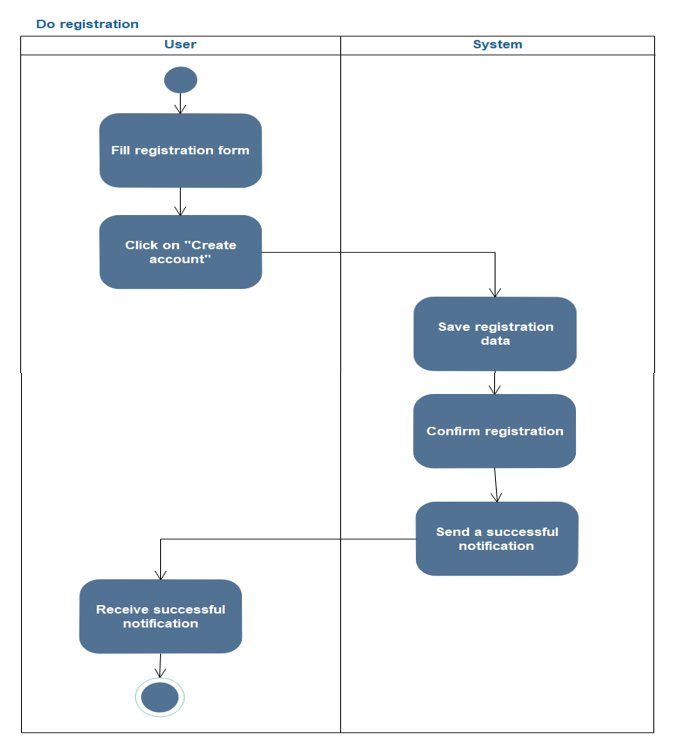 Do registration
User
System
Fill registration form
Click on "Create
account"
Save registration
data
Confirm registration
Send a successful
notification
Receive successful
notification